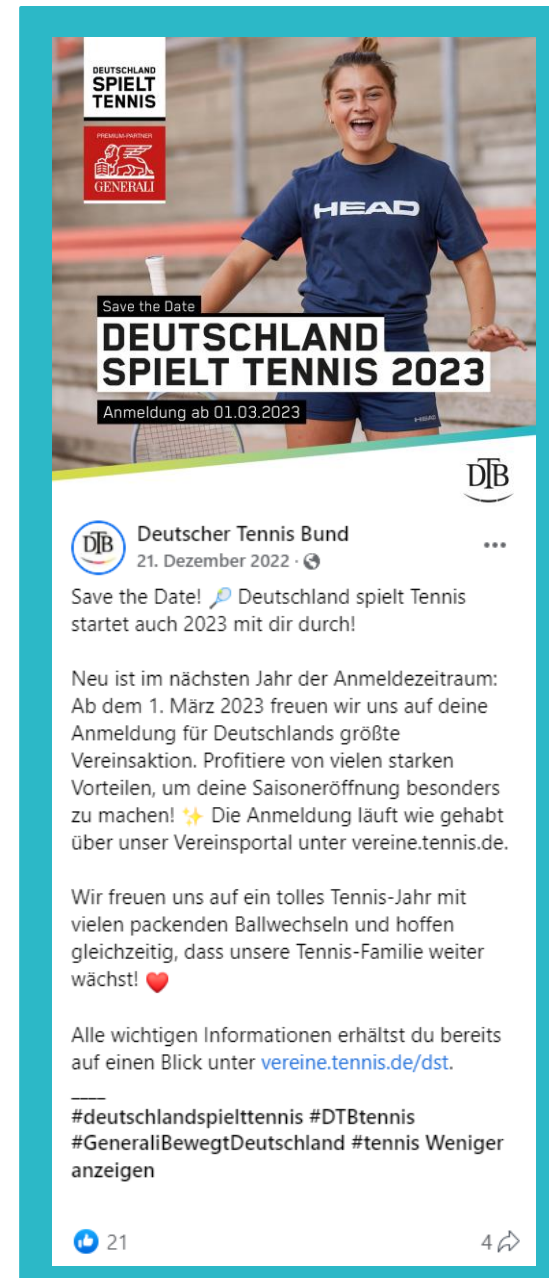 DEUTSCHLAND
SPIELT
TENNIS
PREMIUM-PARTNER
GENERALI
HEAD
Save the Date
DEUTSCHLAND
SPIELT TENNIS 2023
Anmeldung ab 01.03.2023
HEAD
DTB
DTB
Deutscher Tennis Bund
21. Dezember 2022 ·
Save the Date! 🎾 Deutschland spielt Tennis
startet auch 2023 mit dir durch!
Neu ist im nächsten Jahr der Anmeldezeitraum:
Ab dem 1. März 2023 freuen wir uns auf deine
Anmeldung für Deutschlands größte
Vereinsaktion. Profitiere von vielen starken
Vorteilen, um deine Saisoneröffnung besonders
zu machen! ✨ Die Anmeldung läuft wie gehabt
über unser Vereinsportal unter vereine.tennis.de.
Wir freuen uns auf ein tolles Tennis-Jahr mit
vielen packenden Ballwechseln und hoffen
gleichzeitig, dass unsere Tennis-Familie weiter
wächst! ♥️
Alle wichtigen Informationen erhältst du bereits
auf einen Blick unter vereine.tennis.de/dst.
____
#deutschlandspielttennis #DTBtennis
#GeneraliBewegtDeutschland #tennis Weniger
anzeigen
21
4